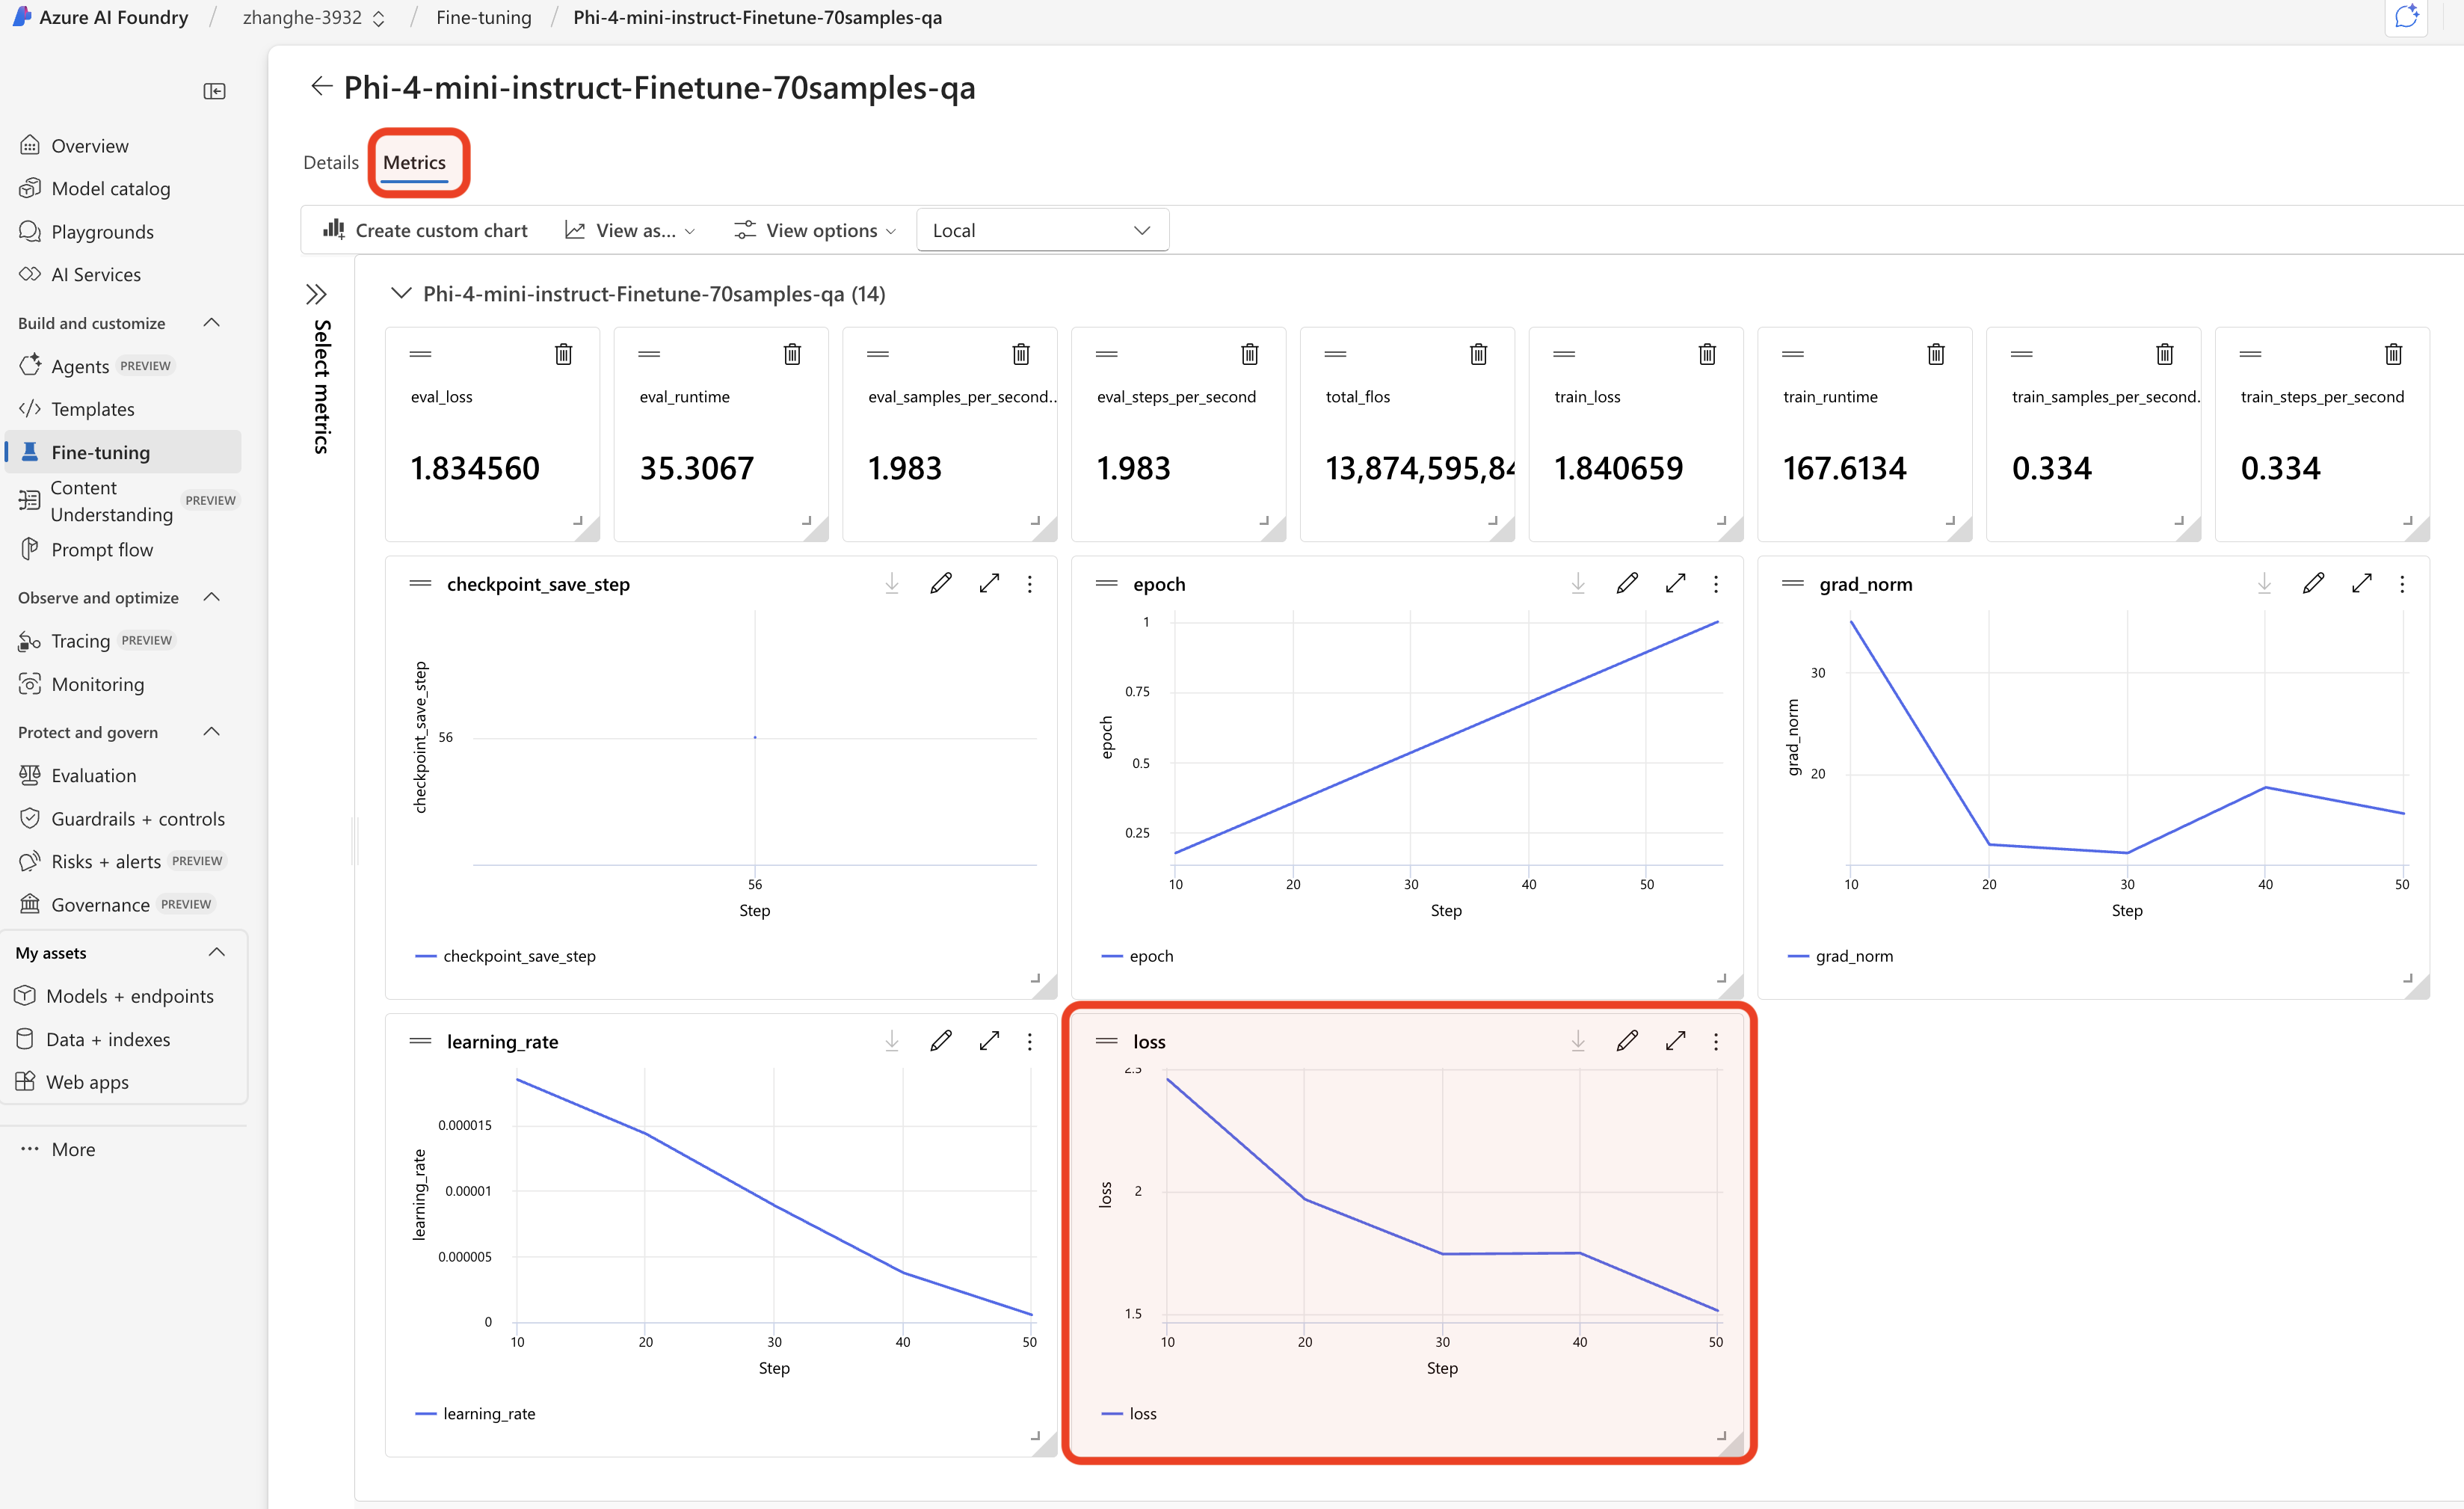 Azure AI Foundry / zhanghe-3932 / Fine-tuning / Phi-4-mini-instruct-Finetune-70samples-qa
Overview
Model catalog
Playgrounds
AI Services
Build and customize
Agents PREVIEW
Templates
Fine-tuning
Content
Understanding PREVIEW
Prompt flow
Observe and optimize
Tracing PREVIEW
Monitoring
Protect and govern
Evaluation
Guardrails + controls
Risks + alerts PREVIEW
Governance PREVIEW
My assets
Models + endpoints
Data + indexes
Web apps
More
Phi-4-mini-instruct-Finetune-70samples-qa
Details Metrics
Create custom chart View as... View options Local
Select metrics
Phi-4-mini-instruct-Finetune-70samples-qa (14)
eval_loss
1.834560
eval_runtime
35.3067
eval_samples_per_second..
1.983
eval_steps_per_second
1.983
total_flos
13,874,595,84
train_loss
1.840659
train_runtime
167.6134
train_samples_per_second.
0.334
train_steps_per_second
0.334
checkpoint_save_step
checkpoint_save_step
56
56
Step
checkpoint_save_step
epoch
epoch
1
0.75
0.5
0.25
10 20 30 40 50
Step
epoch
grad_norm
grad_norm
30
20
10 20 30 40 50
Step
grad_norm
learning_rate
learning_rate
0.000015
0.00001
0.000005
0
10 20 30 40 50
Step
learning_rate
loss
loss
2.5
2
1.5
10 20 30 40 50
Step
loss